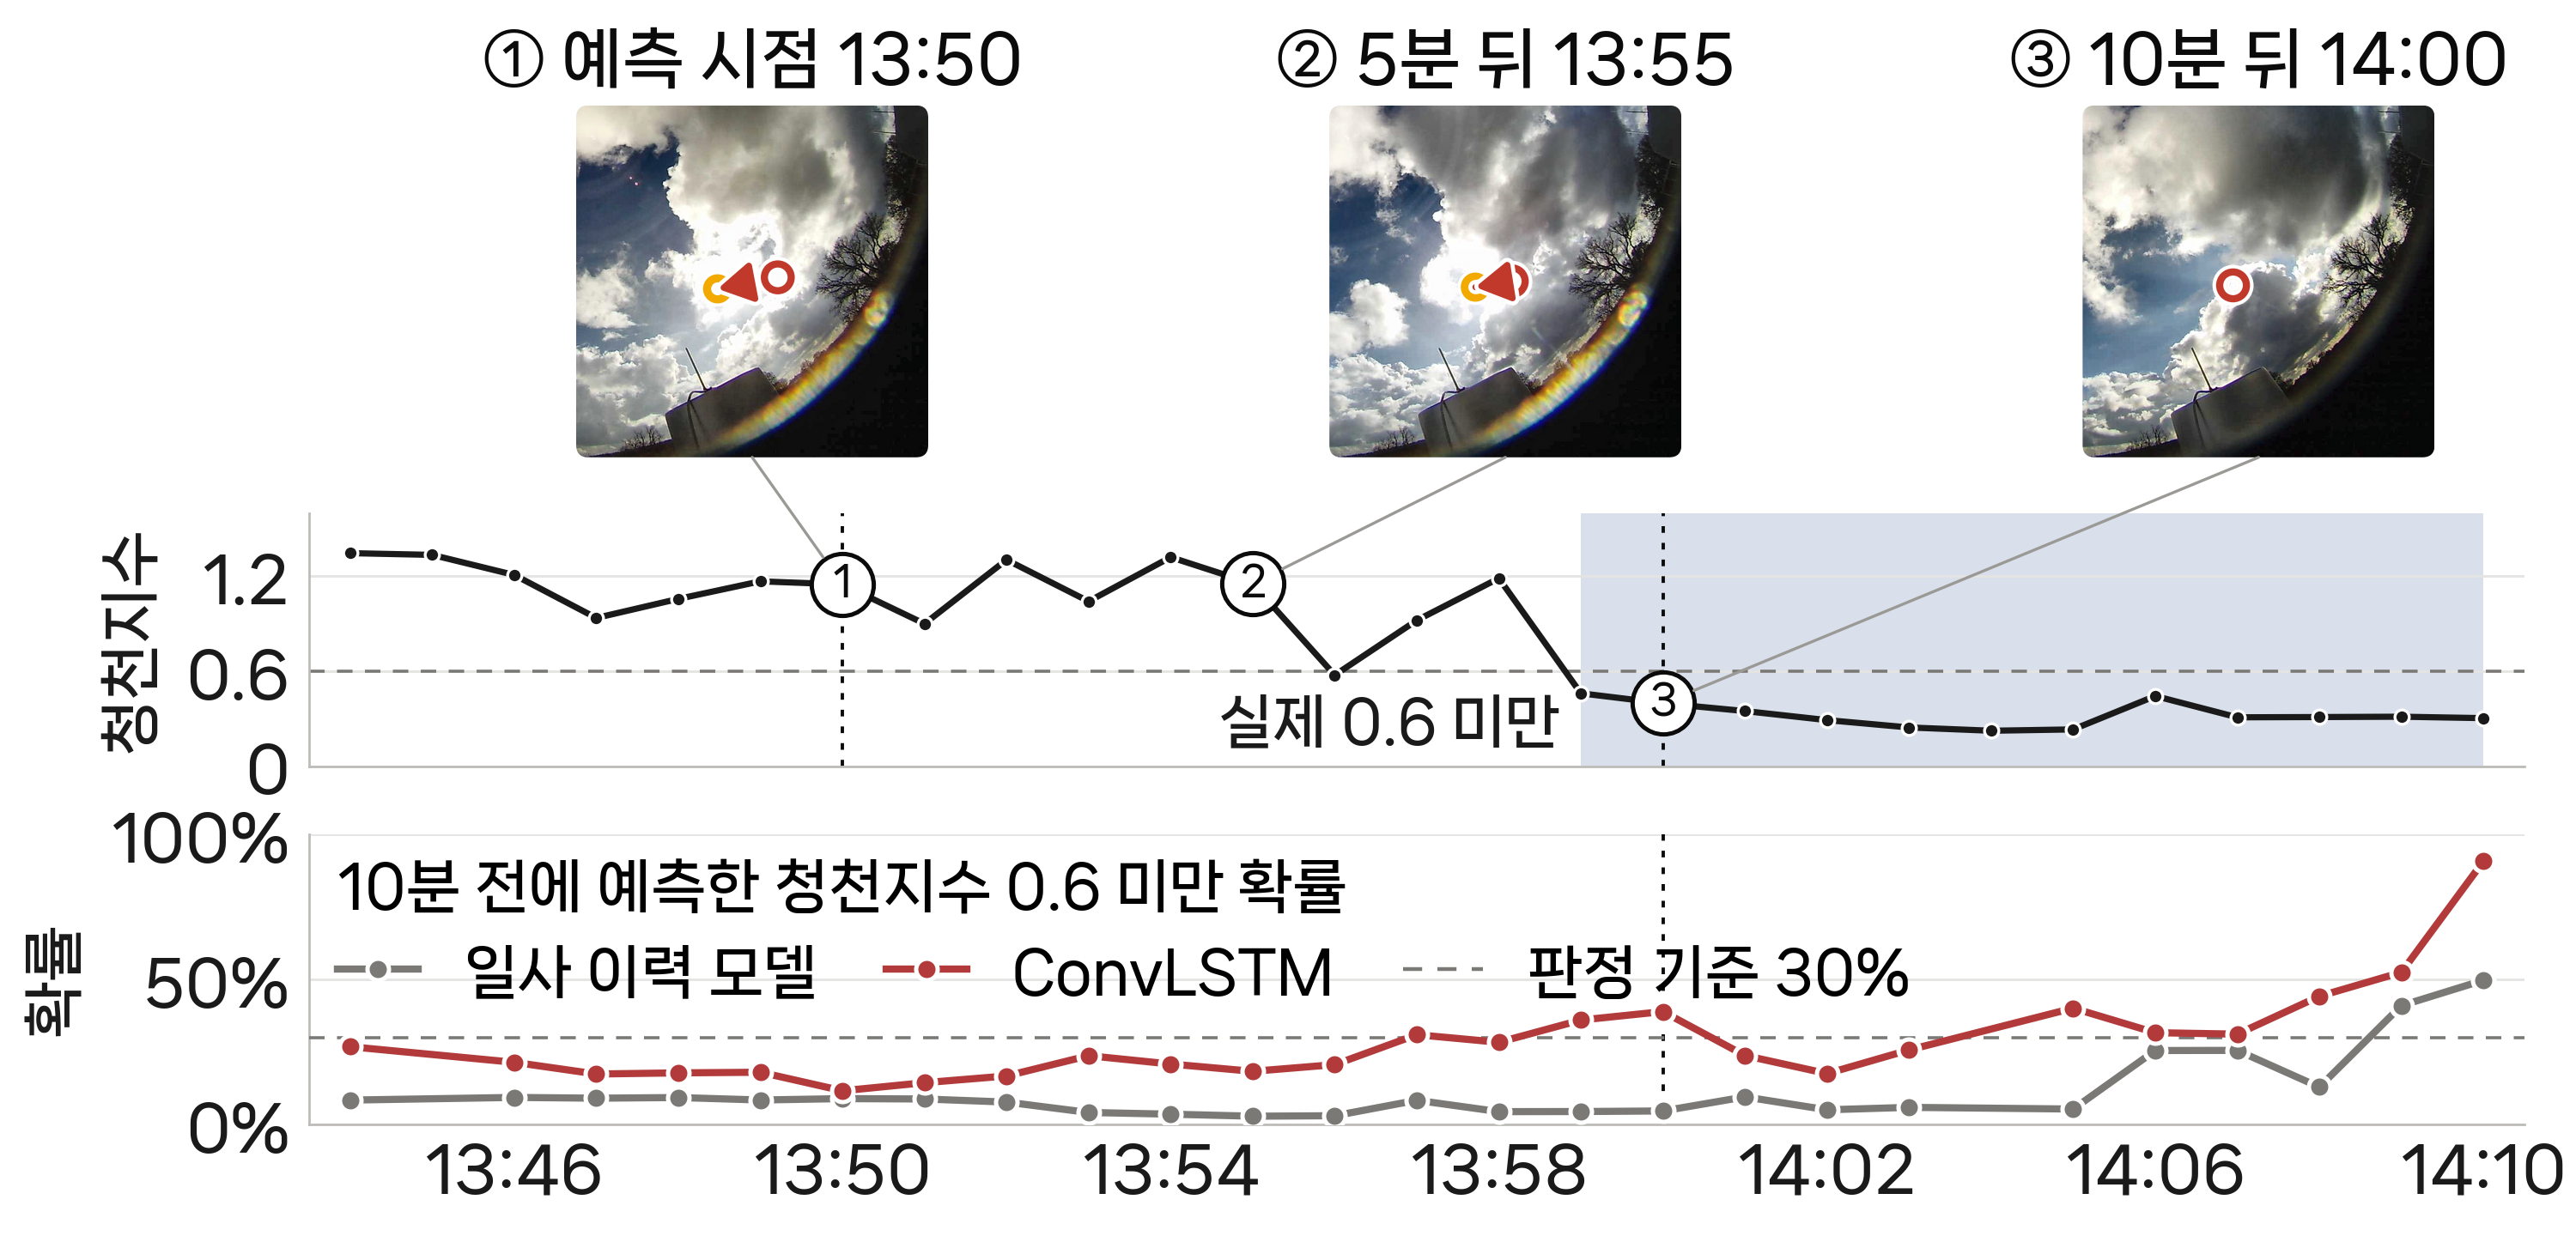 ① 예측 시점 13:50
② 5분 뒤 13:55
③ 10분 뒤 14:00
청천지수
1.2
0.6
0
1
2
3
실제 0.6 미만
확률
100%
50%
0%
10분 전에 예측한 청천지수 0.6 미만 확률
일사 이력 모델 ConvLSTM 판정 기준 30%
13:46 13:50 13:54 13:58 14:02 14:06 14:10